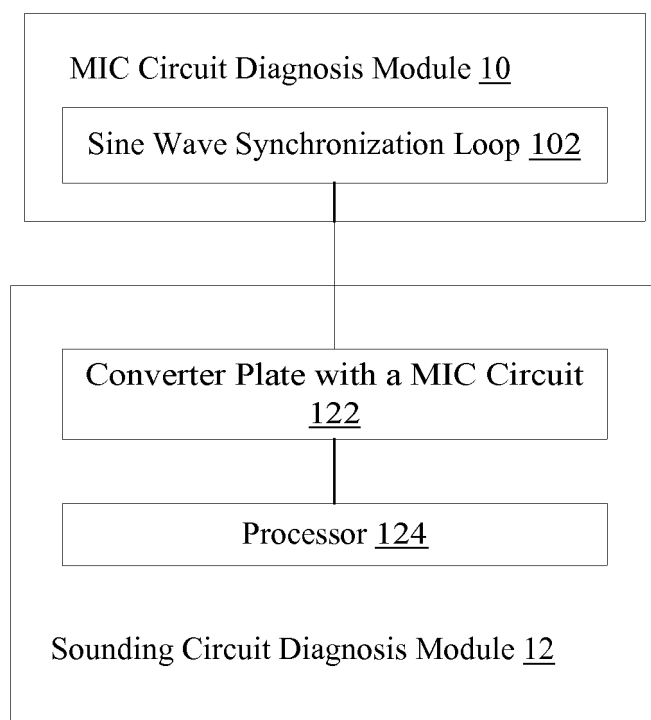 MIC Circuit Diagnosis Module 10
Sine Wave Synchronization Loop 102
Converter Plate with a MIC Circuit
122
Processor 124
Sounding Circuit Diagnosis Module 12